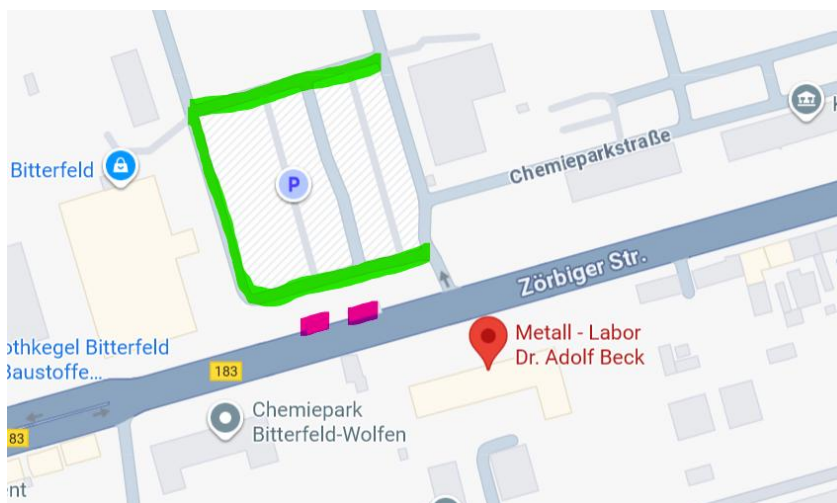 Bitterfeld
P
Chemieparkstraße
Zörbiger Str.
Metall - Labor
Dr. Adolf Beck
othkegel Bitterfeld
Baustoffe...
183
Chemiepark
Bitterfeld-Wolfen
83
nt